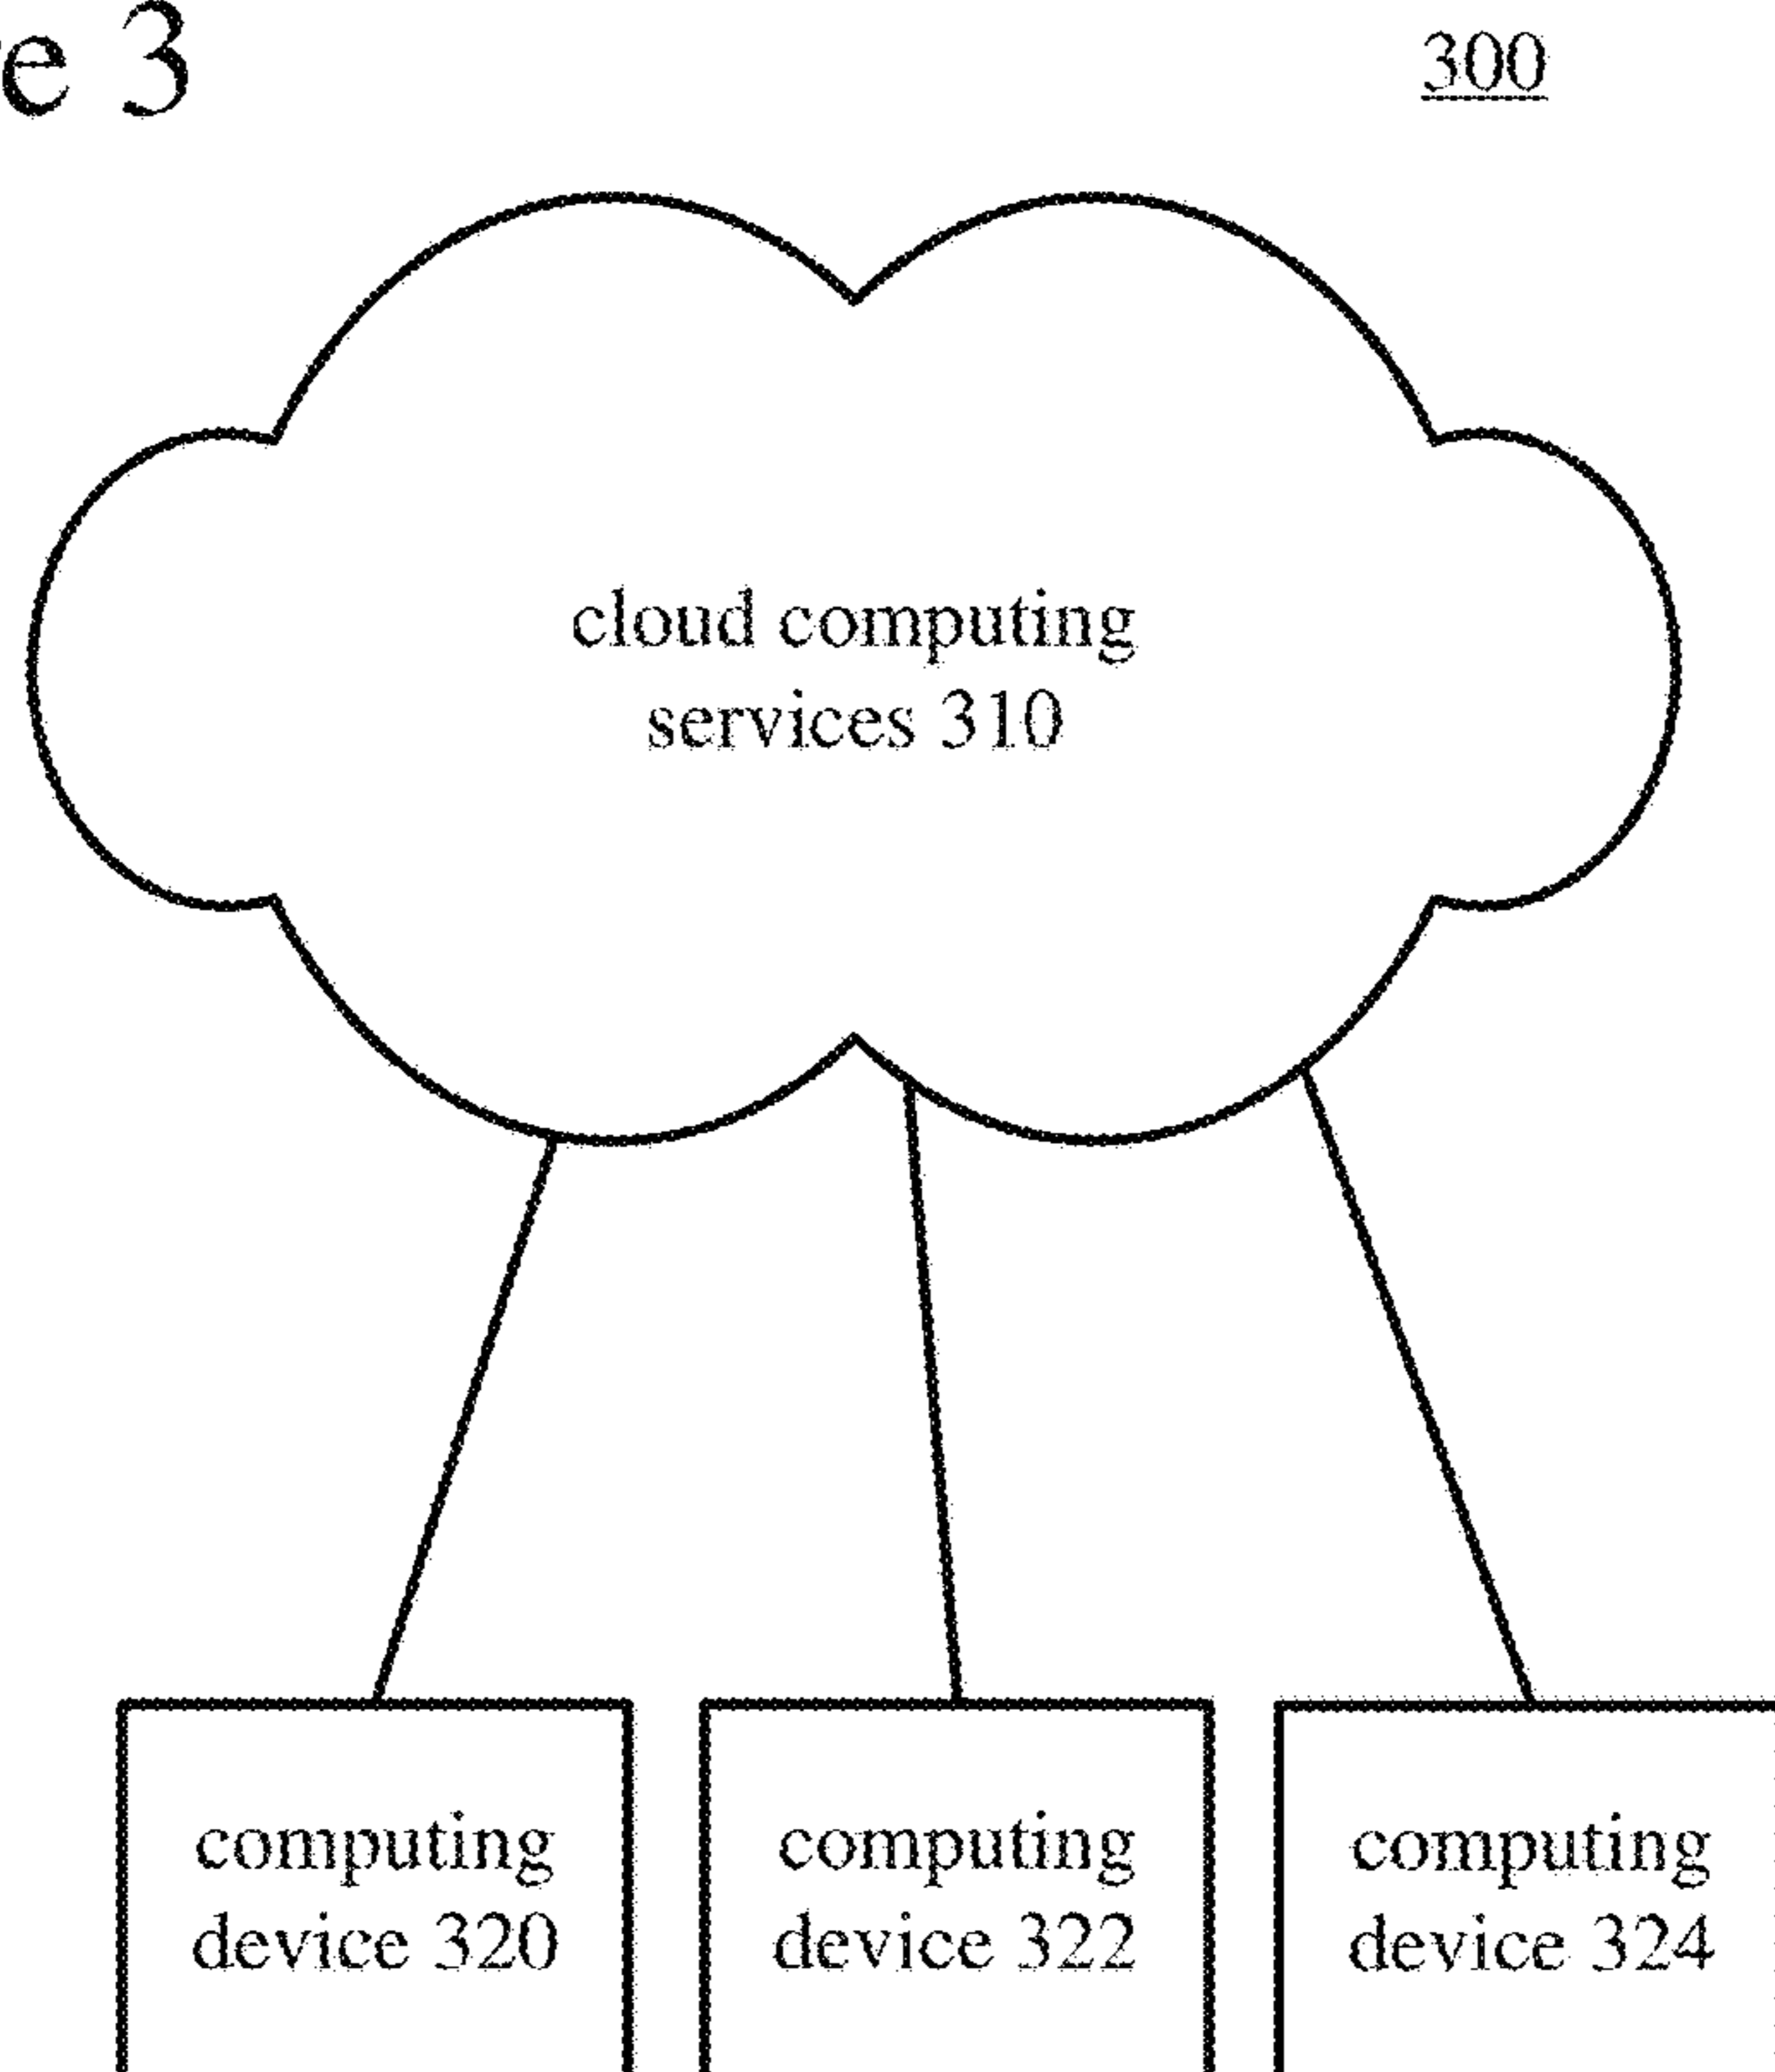 e 3
300
cloud computing
services 310
computing
device 320
computing
device 322
computing
device 324